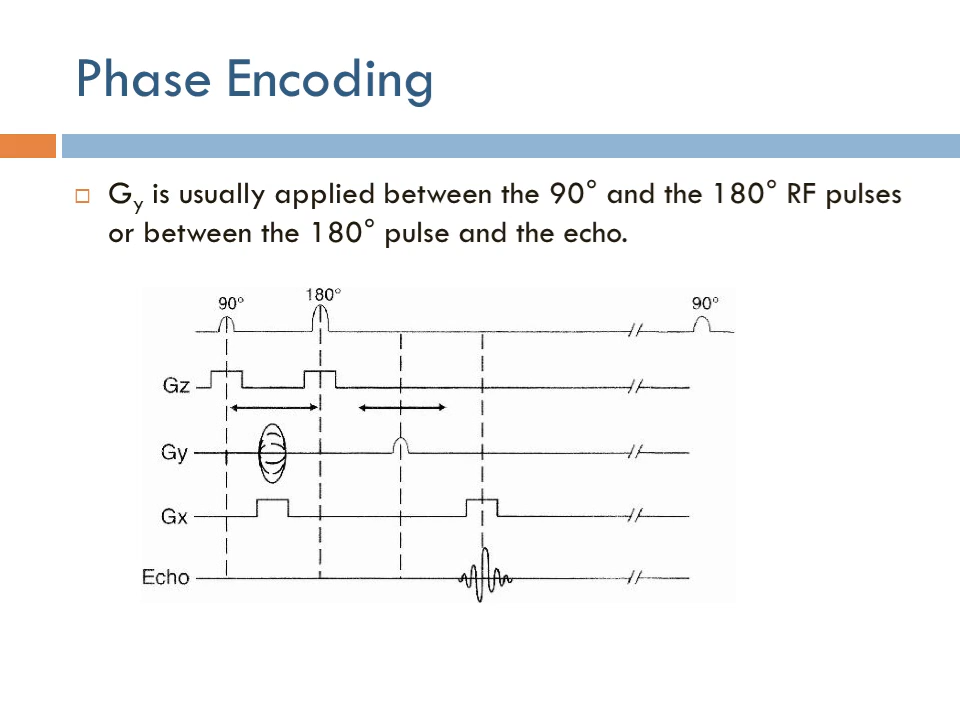 Phase Encoding
G_y is usually applied between the 90° and the 180° RF pulses
or between the 180° pulse and the echo.
90° 180° 90°
Gz
Gy
Gx
Echo